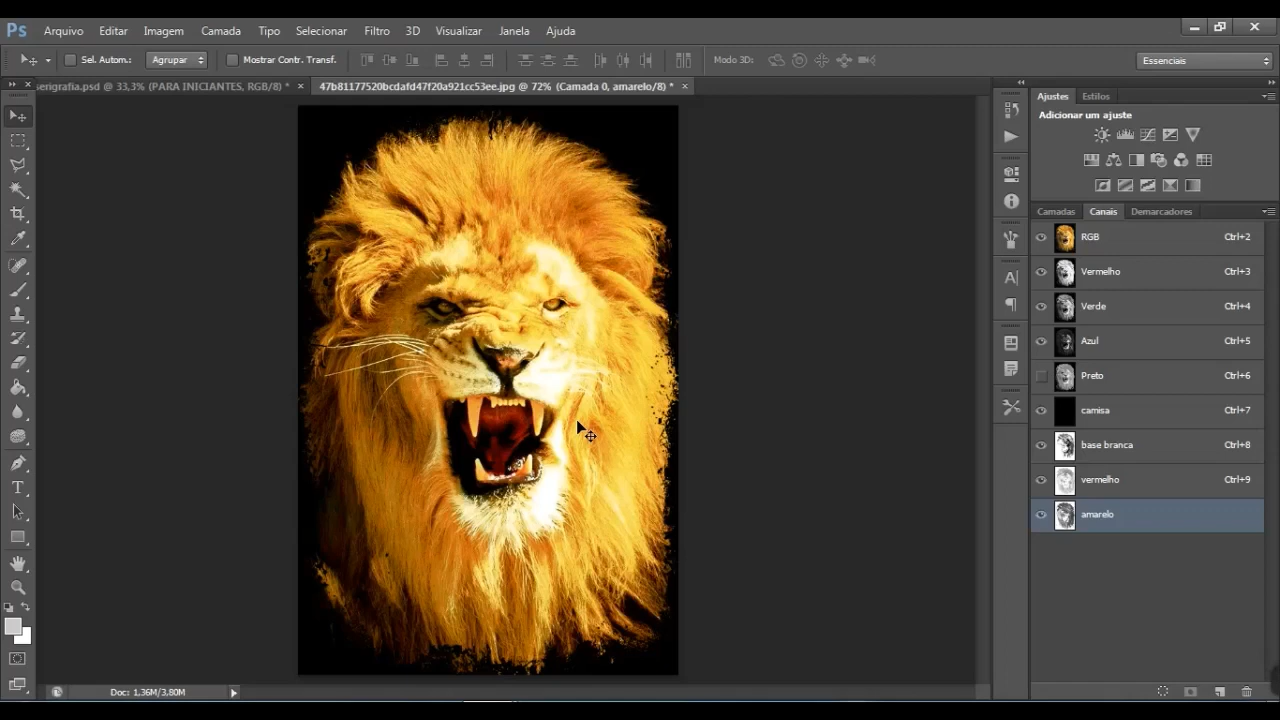 Ps Arquivo Editar Imagem Camada Tipo Selecionar Filtro 3D Visualizar Janela Ajuda
Sel. Autom.: Agrupar Mostrar Contr. Transf. Modo 3D: Essenciais
serigrafia.psd @ 33,3% (PARA INICIANTES, RGB/8) * × 47b81177520bcdafd47f20a921cc53ee.jpg @ 72% (Camada 0, amarelo/8) * ×
Ajustes Estilos
Adicionar um ajuste
Camadas Canais Demarcadores
RGB Ctrl+2
Vermelho Ctrl+3
Verde Ctrl+4
Azul Ctrl+5
Preto Ctrl+6
camisa Ctrl+7
base branca Ctrl+8
vermelho Ctrl+9
amarelo
Doc: 1.36M/3.80M